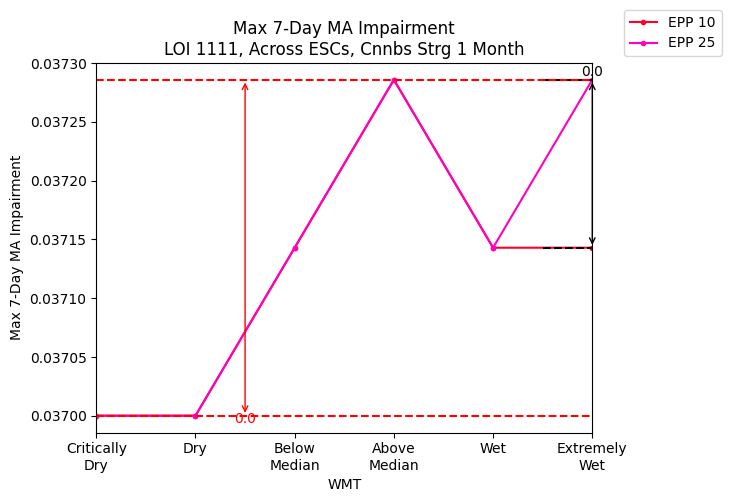 Max 7-Day MA Impairment
LOI 1111, Across ESCs, Cnnbs Strg 1 Month
EPP 10
EPP 25
0.03730
0.03725
0.03720
0.03715
0.03710
0.03705
0.03700
Max 7-Day MA Impairment
0.0
0.0
Critically
Dry
Dry
Below
Median
Above
Median
Wet
Extremely
Wet
WMT